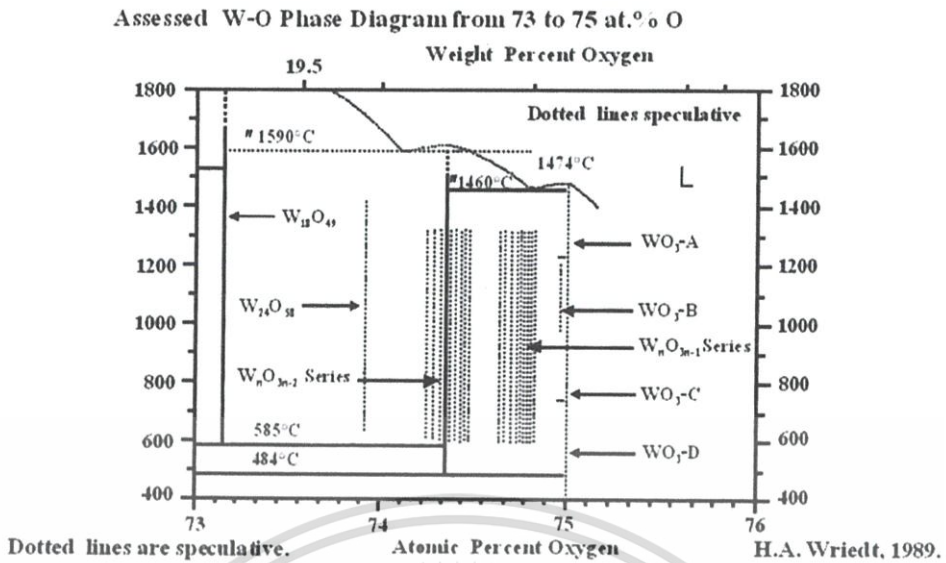 Assessed W-O Phase Diagram from 73 to 75 at.% O
Weight Percent Oxygen
19.5
1800
1600
1400
1200
1000
800
600
400
1800
1600
1400
1200
1000
800
600
400
Dotted lines speculative
" 1590°C
1474°C
"1460°C
L
W₁₈O₄₉
WO₃-A
W₂₄O₅₈
WO₃-B
WₙO₃ₙ₋₁ Series
WₙO₃ₙ₋₂ Series
WO₃-C
585°C
484°C
WO₃-D
73
74
75
76
Dotted lines are speculative.
Atomic Percent Oxygen
H.A. Wriedt, 1989.